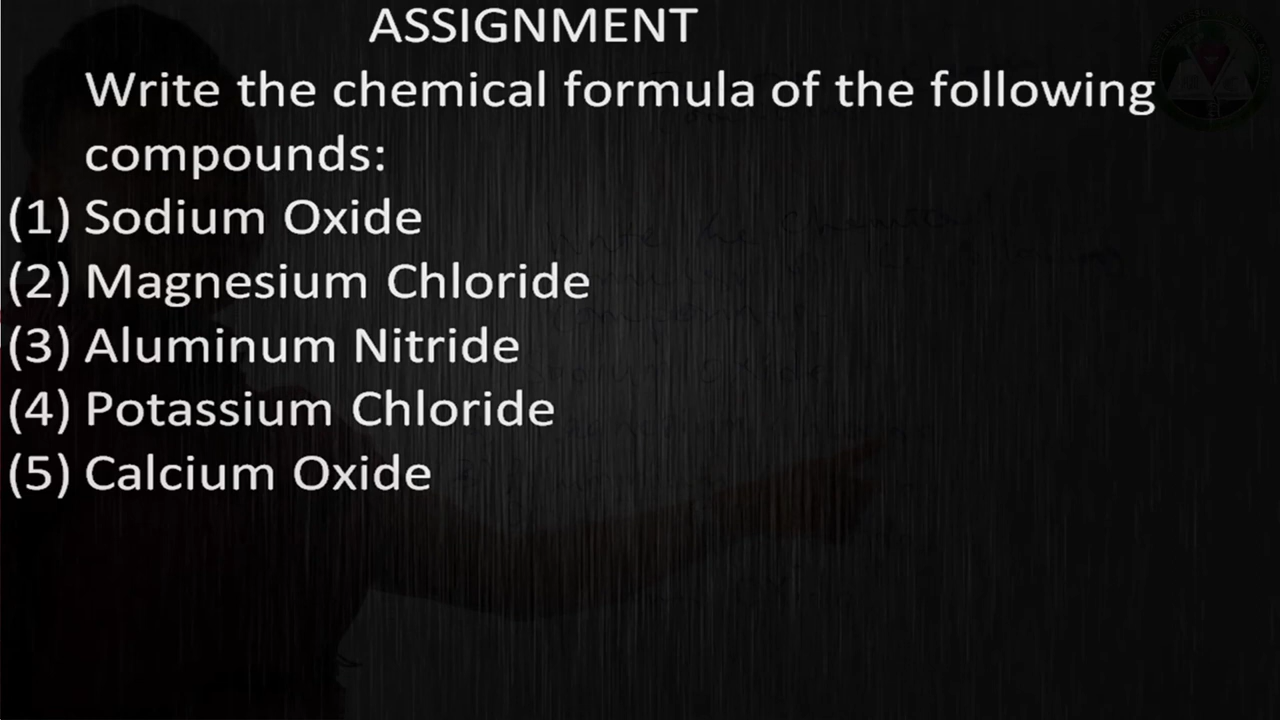 ASSIGNMENT
Write the chemical formula of the following
compounds:
(1) Sodium Oxide
(2) Magnesium Chloride
(3) Aluminum Nitride
(4) Potassium Chloride
(5) Calcium Oxide